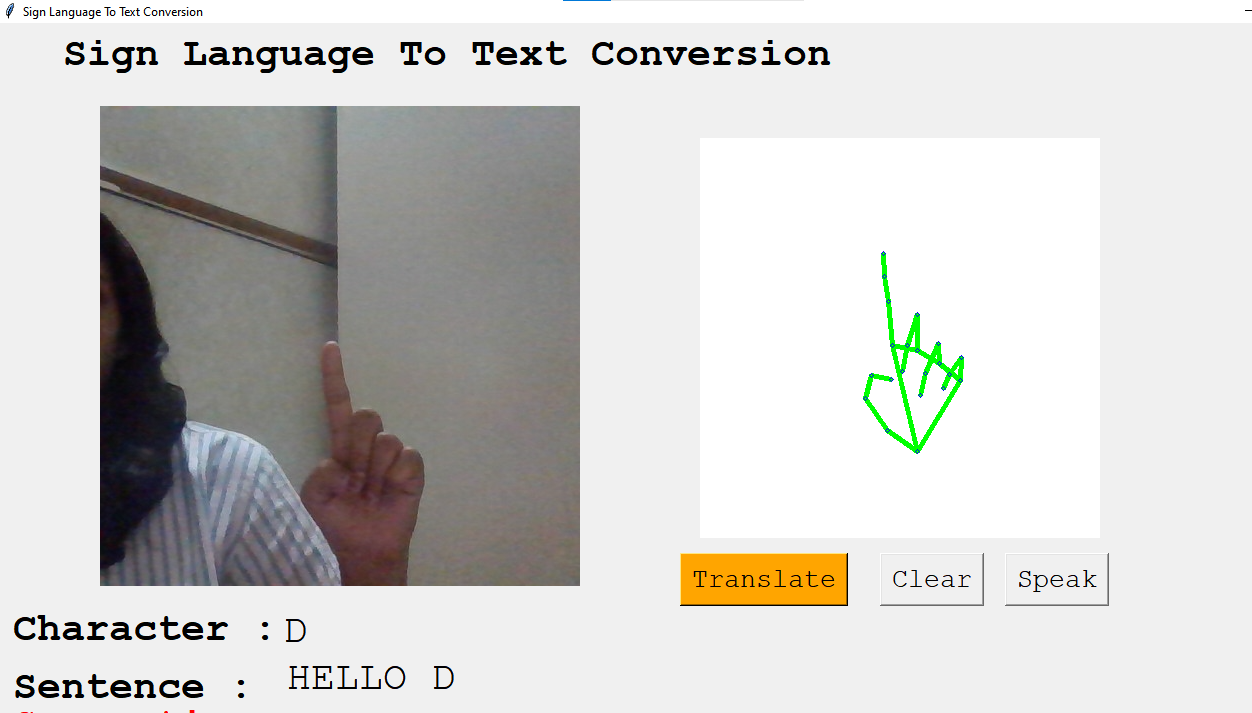 Sign Language To Text Conversion
Sign Language To Text Conversion
Translate
Clear
Speak
Character : D
Sentence : HELLO D